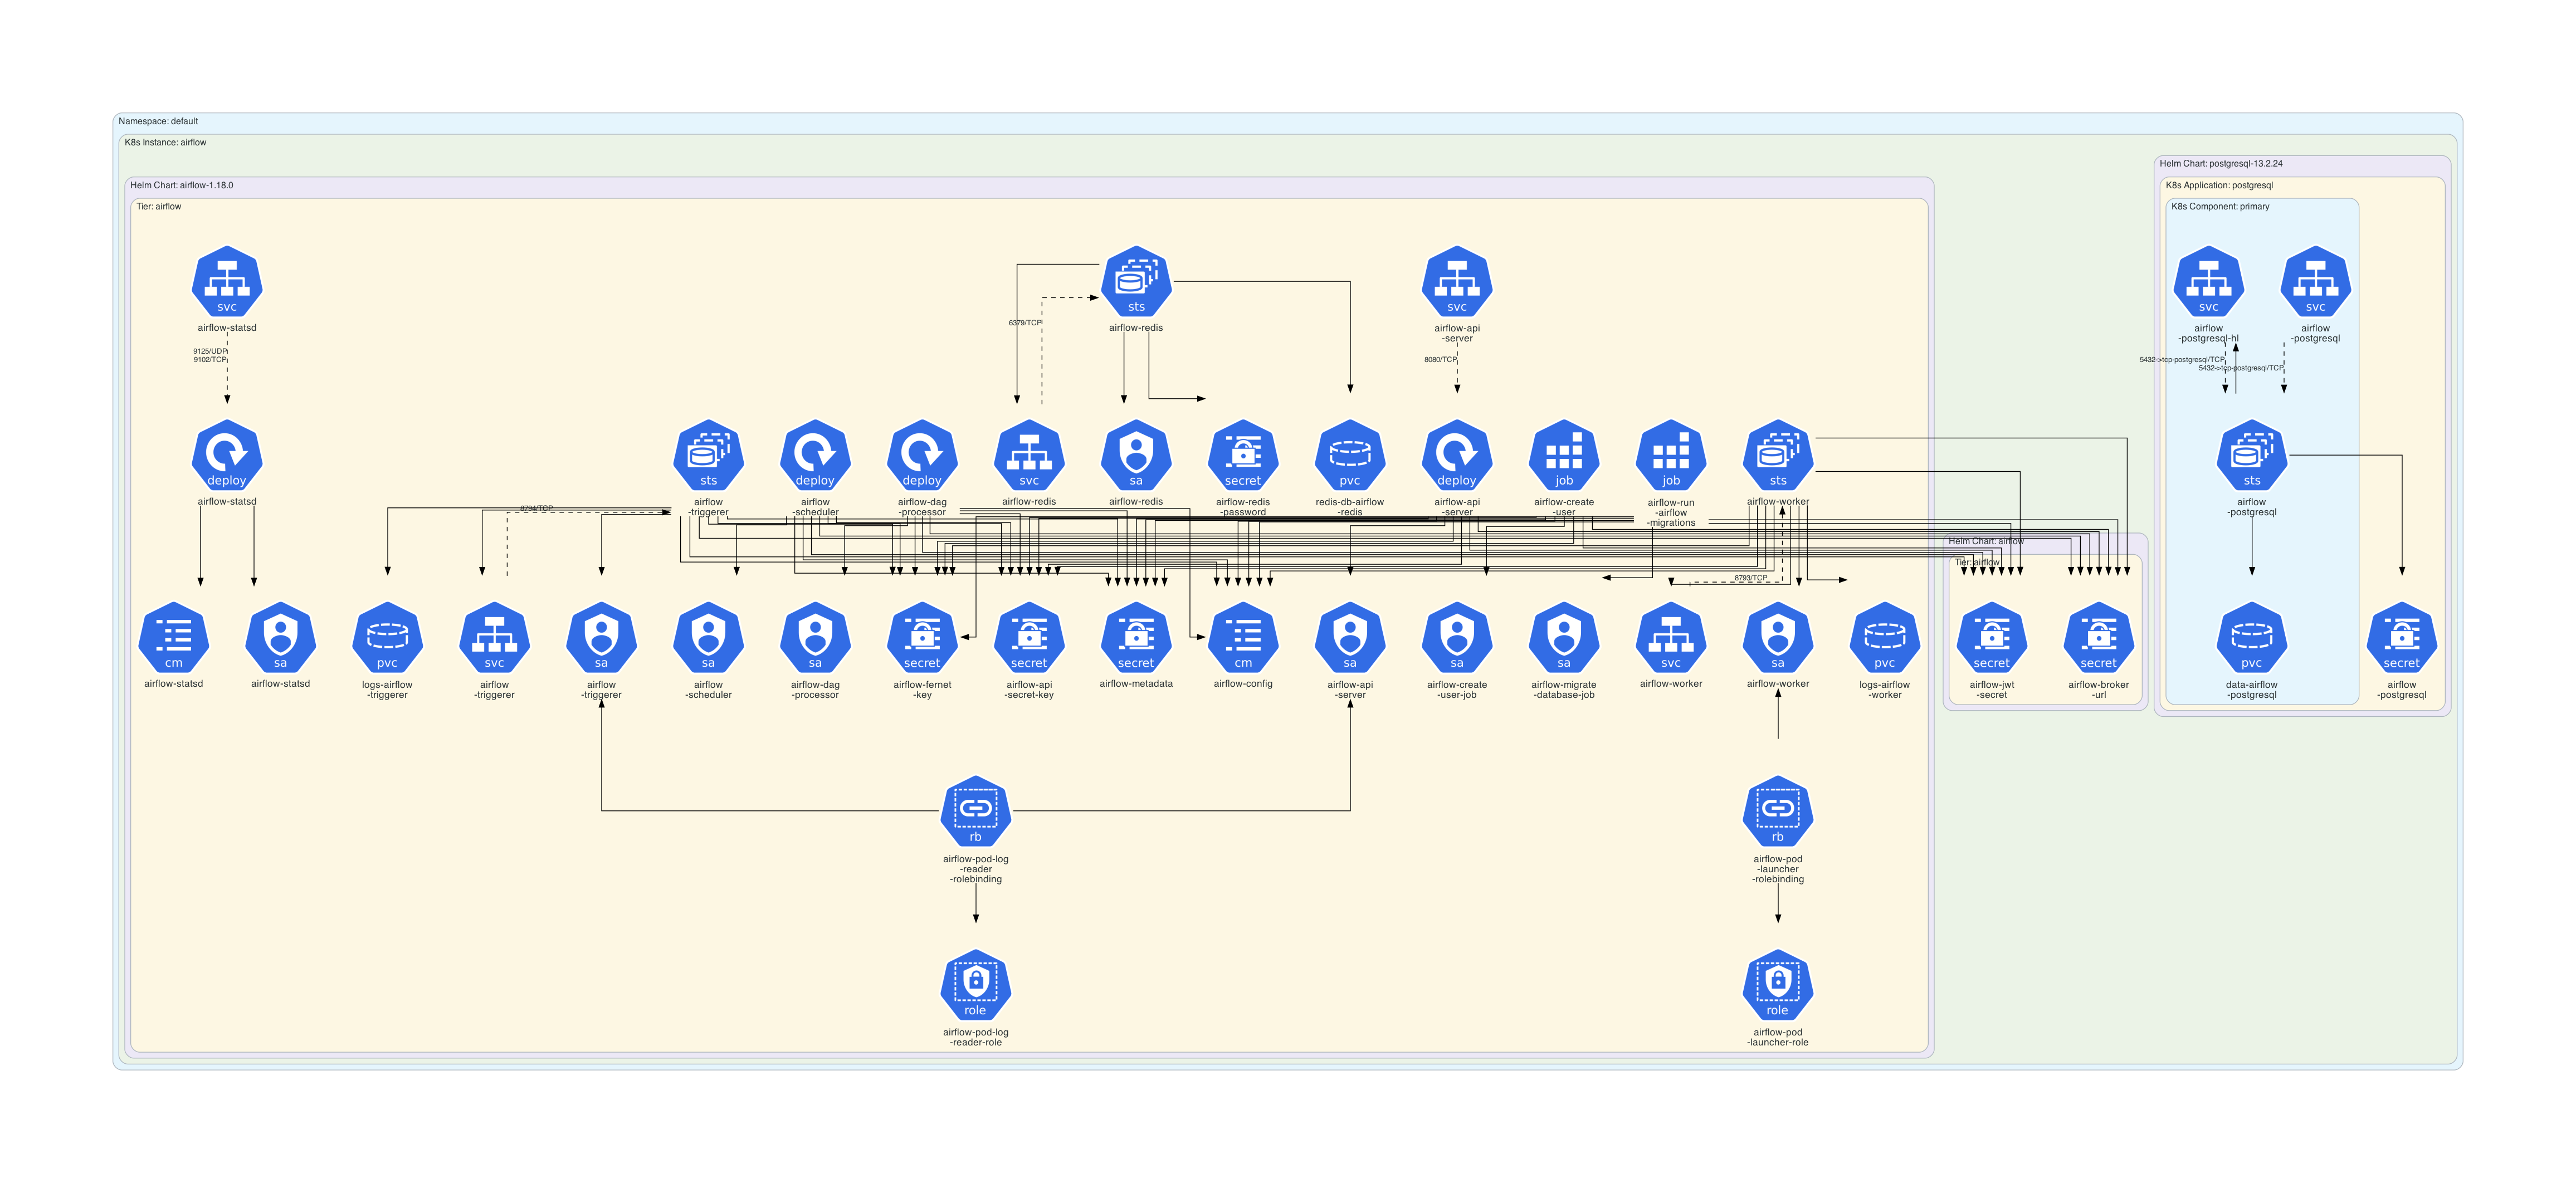 Namespace: default
K8s Instance: airflow
Helm Chart: postgresql-13.2.24
Helm Chart: airflow-1.18.0
K8s Application: postgresql
Tier: airflow
K8s Component: primary
svc
airflow-statsd
sts
airflow-redis
svc
airflow-api
-server
svc
airflow
-postgresql-hl
svc
airflow
-postgresql
9125/UDP
9102/TCP
6379/TCP
8080/TCP
5432->tcp-postgresql/TCP
5432->tcp-postgresql/TCP
deploy
airflow-statsd
sts
airflow
-triggerer
deploy
airflow
-scheduler
deploy
airflow-dag
-processor
svc
airflow-redis
sa
airflow-redis
secret
airflow-redis
-password
pvc
redis-db-airflow
-redis
deploy
airflow-api
-server
job
airflow-create
-user
job
airflow-run
-airflow
-migrations
sts
airflow-worker
sts
airflow
-postgresql
8794/TCP
8793/TCP
Helm Chart: airflow
Tier: airflow
cm
airflow-statsd
sa
airflow-statsd
pvc
logs-airflow
-triggerer
svc
airflow
-triggerer
sa
airflow
-triggerer
sa
airflow
-scheduler
sa
airflow-dag
-processor
secret
airflow-fernet
-key
secret
airflow-api
-secret-key
secret
airflow-metadata
cm
airflow-config
sa
airflow-api
-server
sa
airflow-create
-user-job
sa
airflow-migrate
-database-job
svc
airflow-worker
sa
airflow-worker
pvc
logs-airflow
-worker
secret
airflow-jwt
-secret
secret
airflow-broker
-url
pvc
data-airflow
-postgresql
secret
airflow
-postgresql
rb
airflow-pod-log
-reader
-rolebinding
rb
airflow-pod
-launcher
-rolebinding
role
airflow-pod-log
-reader-role
role
airflow-pod
-launcher-role